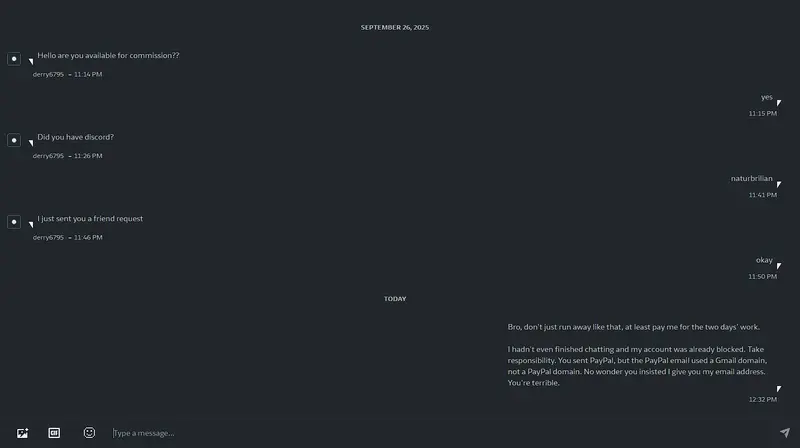 SEPTEMBER 26, 2025
Hello are you available for commission??
derry6795 – 11:14 PM
yes
11:15 PM
Did you have discord?
derry6795 – 11:26 PM
naturbrilian
11:41 PM
I just sent you a friend request
derry6795 – 11:46 PM
okay
11:50 PM
TODAY
Bro, don't just run away like that, at least pay me for the two days' work.
I hadn't even finished chatting and my account was already blocked. Take
responsibility. You sent PayPal, but the PayPal email used a Gmail domain,
not a PayPal domain. No wonder you insisted I give you my email address.
You're terrible.
12:32 PM
Type a message...